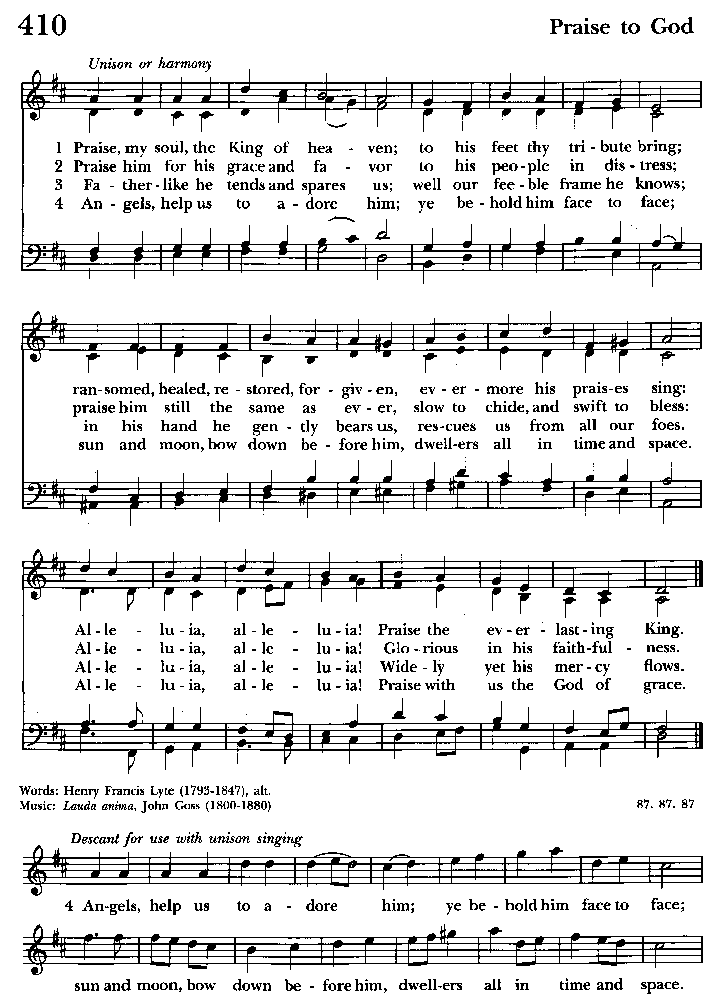 410 Praise to God
Unison or harmony
1 Praise, my soul, the King of hea - ven; to his feet thy tri - bute bring;
2 Praise him for his grace and fa - vor to his peo - ple in dis - tress;
3 Fa - ther - like he tends and spares us; well our fee - ble frame he knows;
4 An - gels, help us to a - dore him; ye be - hold him face to face;
ran - somed, healed, re - stored, for - giv - en, ev - er - more his prais - es sing:
praise him still the same as ev - er, slow to chide, and swift to bless:
in his hand he gen - tly bears us, res - cues us from all our foes.
sun and moon, bow down be - fore him, dwell - ers all in time and space.
Al - le - lu - ia, al - le - lu - ia! Praise the ev - er - last - ing King.
Al - le - lu - ia, al - le - lu - ia! Glo - rious in his faith - ful - ness.
Al - le - lu - ia, al - le - lu - ia! Wide - ly yet his mer - cy flows.
Al - le - lu - ia, al - le - lu - ia! Praise with us the God of grace.
Words: Henry Francis Lyte (1793-1847), alt.
Music: Lauda anima, John Goss (1800-1880) 87. 87. 87
Descant for use with unison singing
4 An-gels, help us to a - dore him; ye be - hold him face to face;
sun and moon, bow down be - fore him, dwell-ers all in time and space.